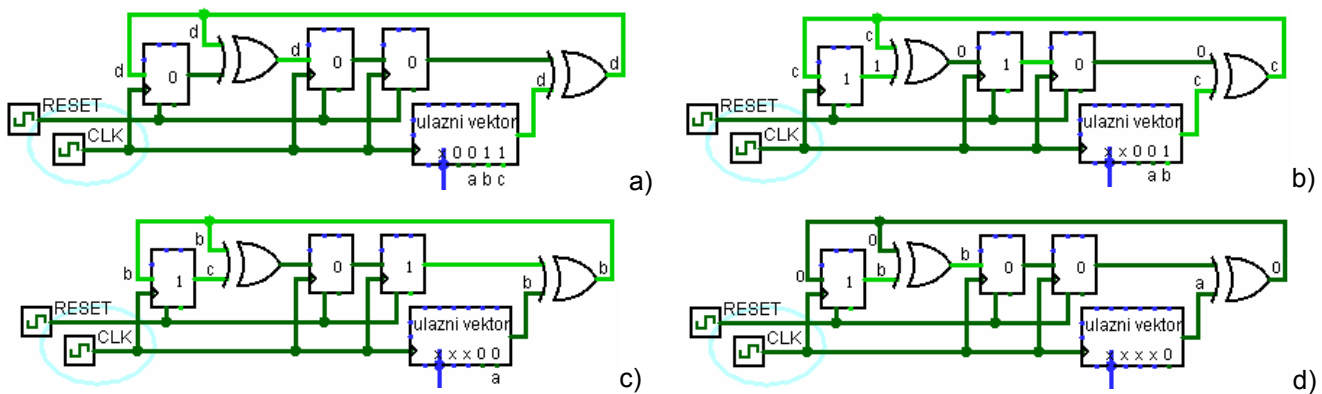 d
d
0
d
0
0
d
d
RESET
CLK
ulazni vektor
x 0 0 1 1
a b c
a)
c
c
1
1
0
1
0
0
c
c
RESET
CLK
ulazni vektor
x x 0 0 1
a b
b)
b
b
1
c
0
1
b
b
RESET
CLK
ulazni vektor
x x x 0 0
a
c)
0
0
1
b
b
0
0
a
0
RESET
CLK
ulazni vektor
x x x x 0
d)